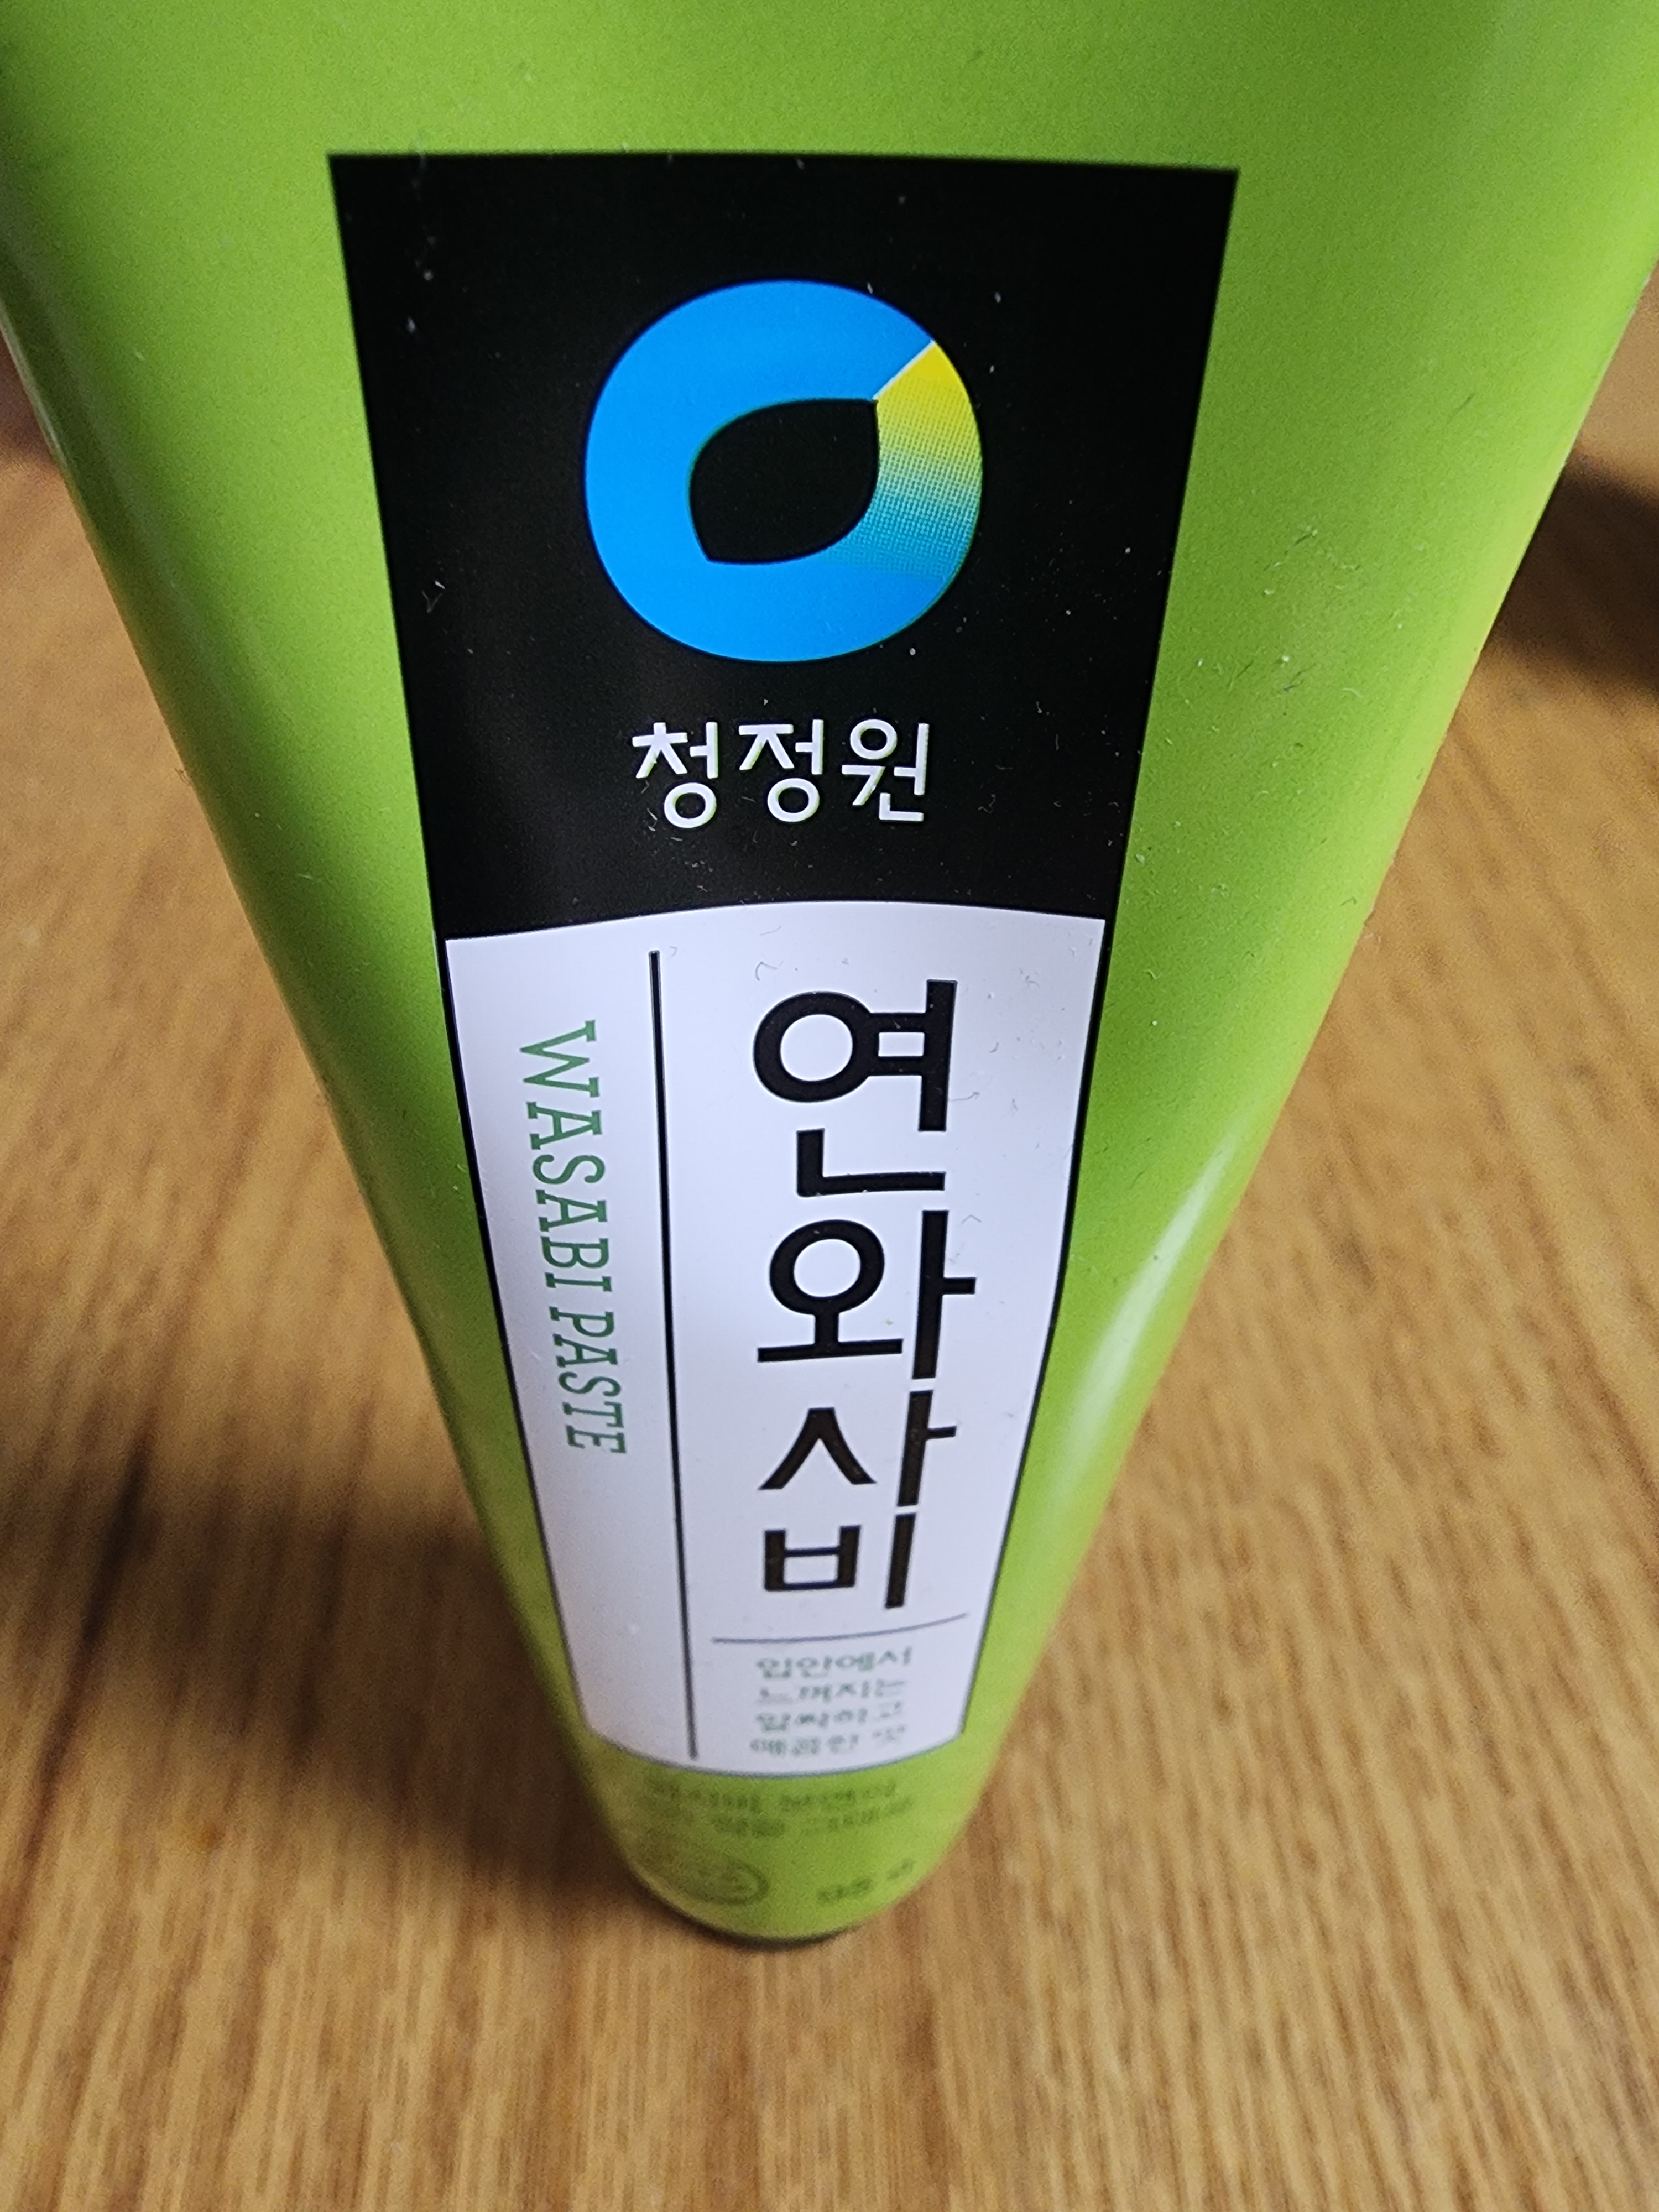 청정원
연와사비
WASABI PASTE
입안에서
느껴지는
알싸하고
매콤한 맛